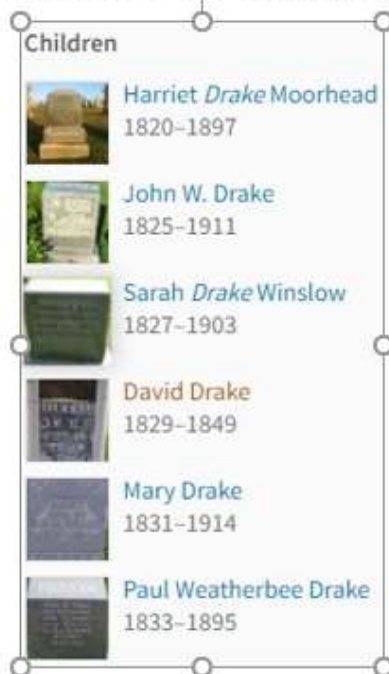 Children
Harriet Drake Moorhead
1820–1897
John W. Drake
1825–1911
Sarah Drake Winslow
1827–1903
David Drake
1829–1849
Mary Drake
1831–1914
Paul Weatherbee Drake
1833–1895